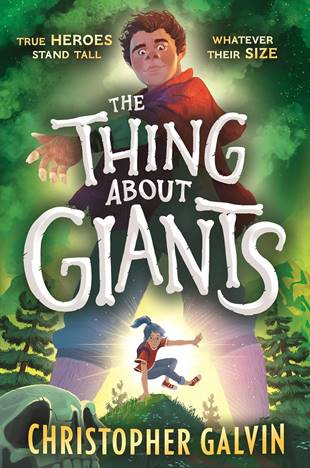 TRUE HEROES
STAND TALL
WHATEVER
THEIR SIZE
THE
THING
ABOUT
GIANTS
CHRISTOPHER GALVIN